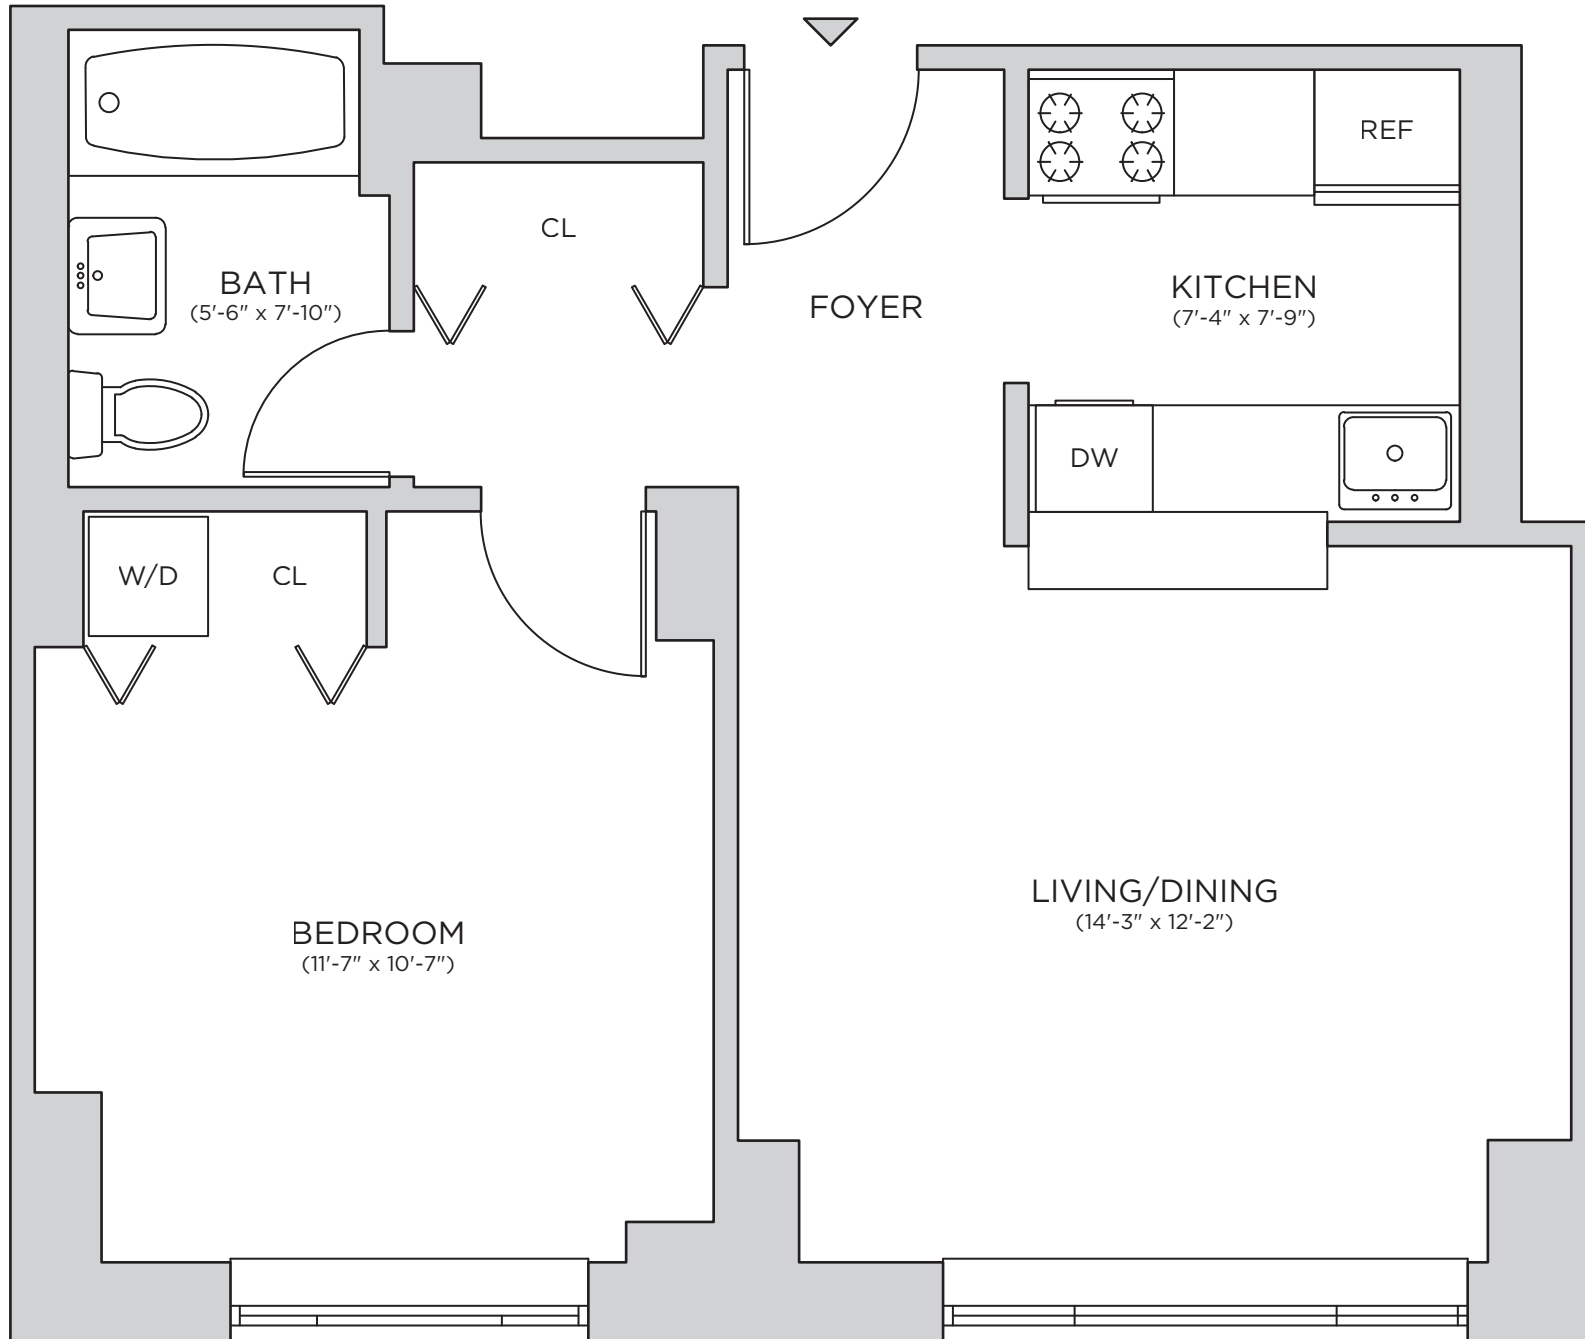 REF
CL
BATH
(5'-6" x 7'-10")
FOYER
KITCHEN
(7'-4" x 7'-9")
DW
W/D
CL
LIVING/DINING
(14'-3" x 12'-2")
BEDROOM
(11'-7" x 10'-7")